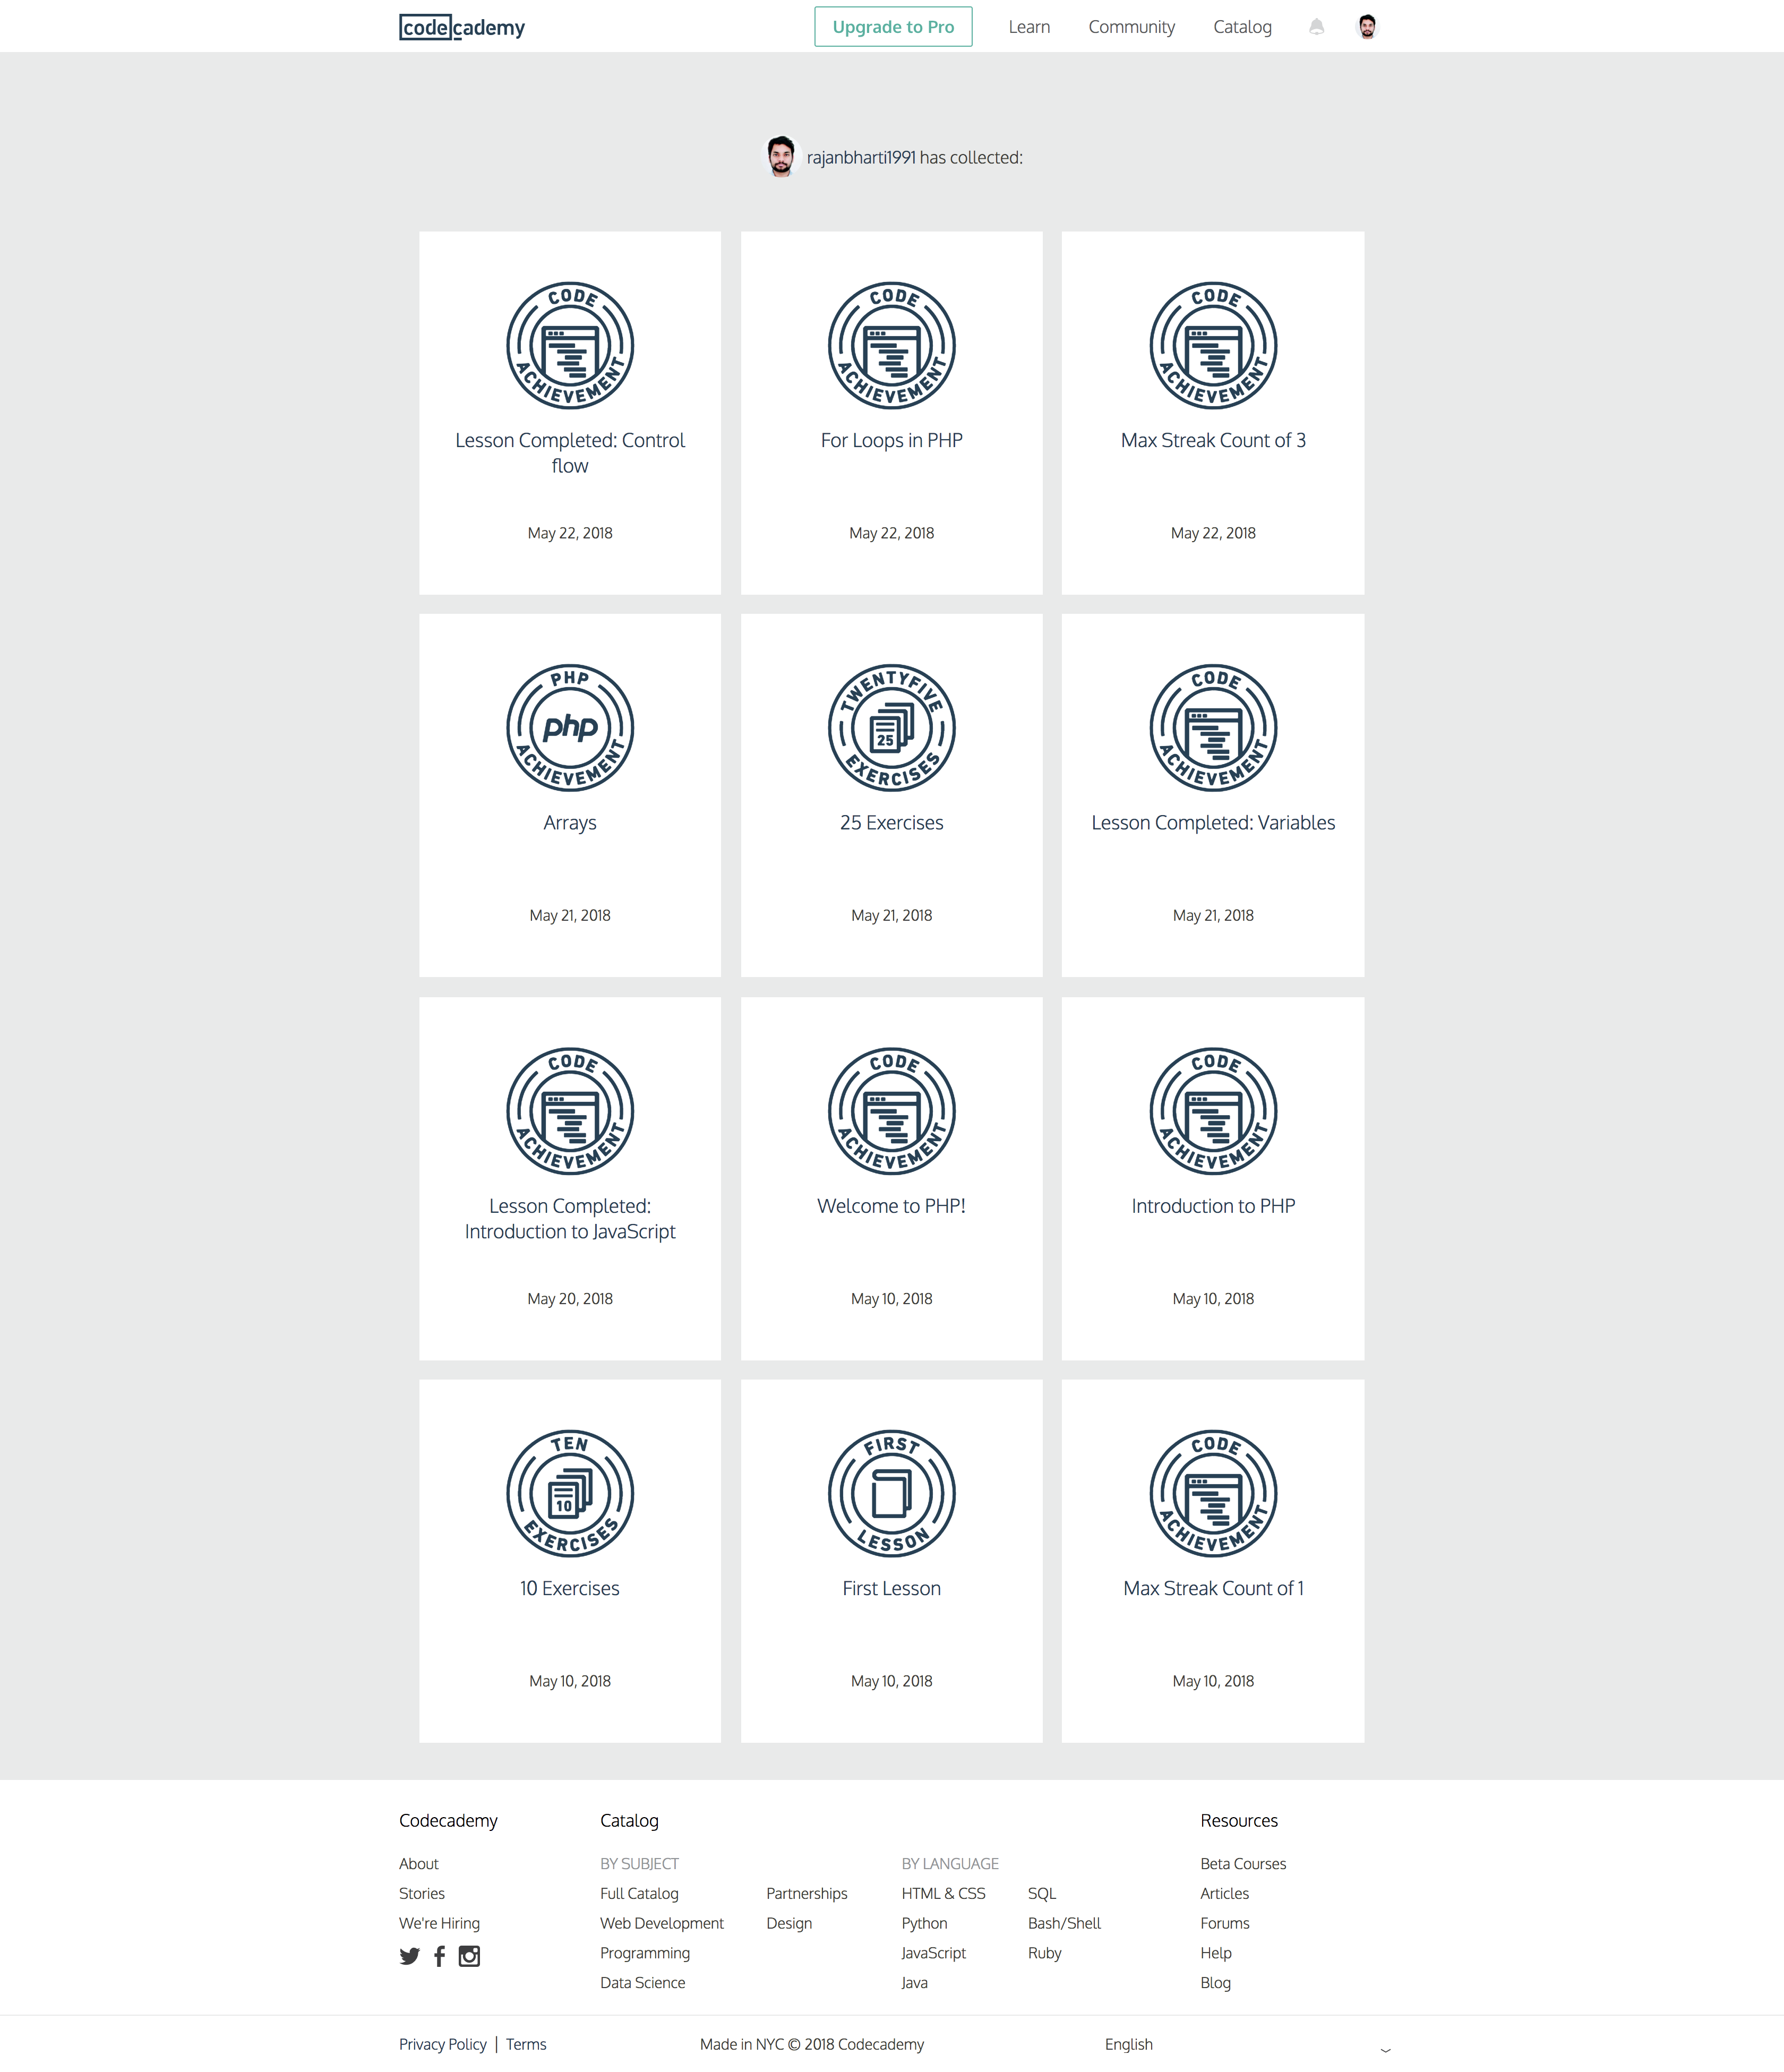 codecademy
Upgrade to Pro
Learn
Community
Catalog
rajanbharti1991 has collected:
CODE ACHIEVEMENT
Lesson Completed: Control
flow
May 22, 2018
CODE ACHIEVEMENT
For Loops in PHP
May 22, 2018
CODE ACHIEVEMENT
Max Streak Count of 3
May 22, 2018
PHP ACHIEVEMENT
php
Arrays
May 21, 2018
TWENTYFIVE EXERCISES
25
25 Exercises
May 21, 2018
CODE ACHIEVEMENT
Lesson Completed: Variables
May 21, 2018
CODE ACHIEVEMENT
Lesson Completed:
Introduction to JavaScript
May 20, 2018
CODE ACHIEVEMENT
Welcome to PHP!
May 10, 2018
CODE ACHIEVEMENT
Introduction to PHP
May 10, 2018
TEN EXERCISES
10
10 Exercises
May 10, 2018
FIRST LESSON
First Lesson
May 10, 2018
CODE ACHIEVEMENT
Max Streak Count of 1
May 10, 2018
Codecademy
About
Stories
We're Hiring
Catalog
BY SUBJECT
Full Catalog
Web Development
Programming
Data Science
Partnerships
Design
BY LANGUAGE
HTML & CSS
Python
JavaScript
Java
SQL
Bash/Shell
Ruby
Resources
Beta Courses
Articles
Forums
Help
Blog
Privacy Policy | Terms
Made in NYC © 2018 Codecademy
English